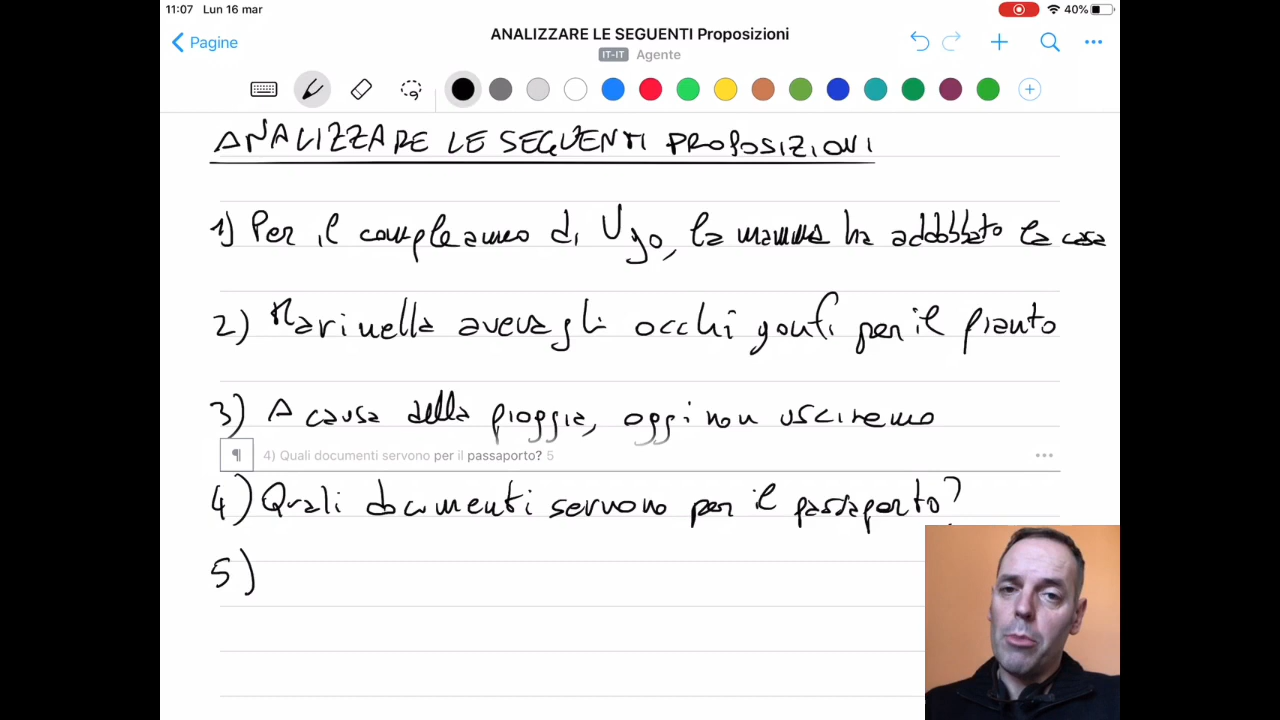 11:07 Lun 16 mar 40%
Pagine
ANALIZZARE LE SEGUENTI Proposizioni
IT-IT Agente
ANALIZZARE LE SEGUENTI PROPOSIZIONI
1) Per il compleanno di Ugo, la mamma ha addobbato la casa
2) Marinella aveva gli occhi gonfi per il pianto
3) A causa della pioggia, oggi non usciremo
4) Quali documenti servono per il passaporto? 5
4) Quali documenti servono per il passaporto?
5)